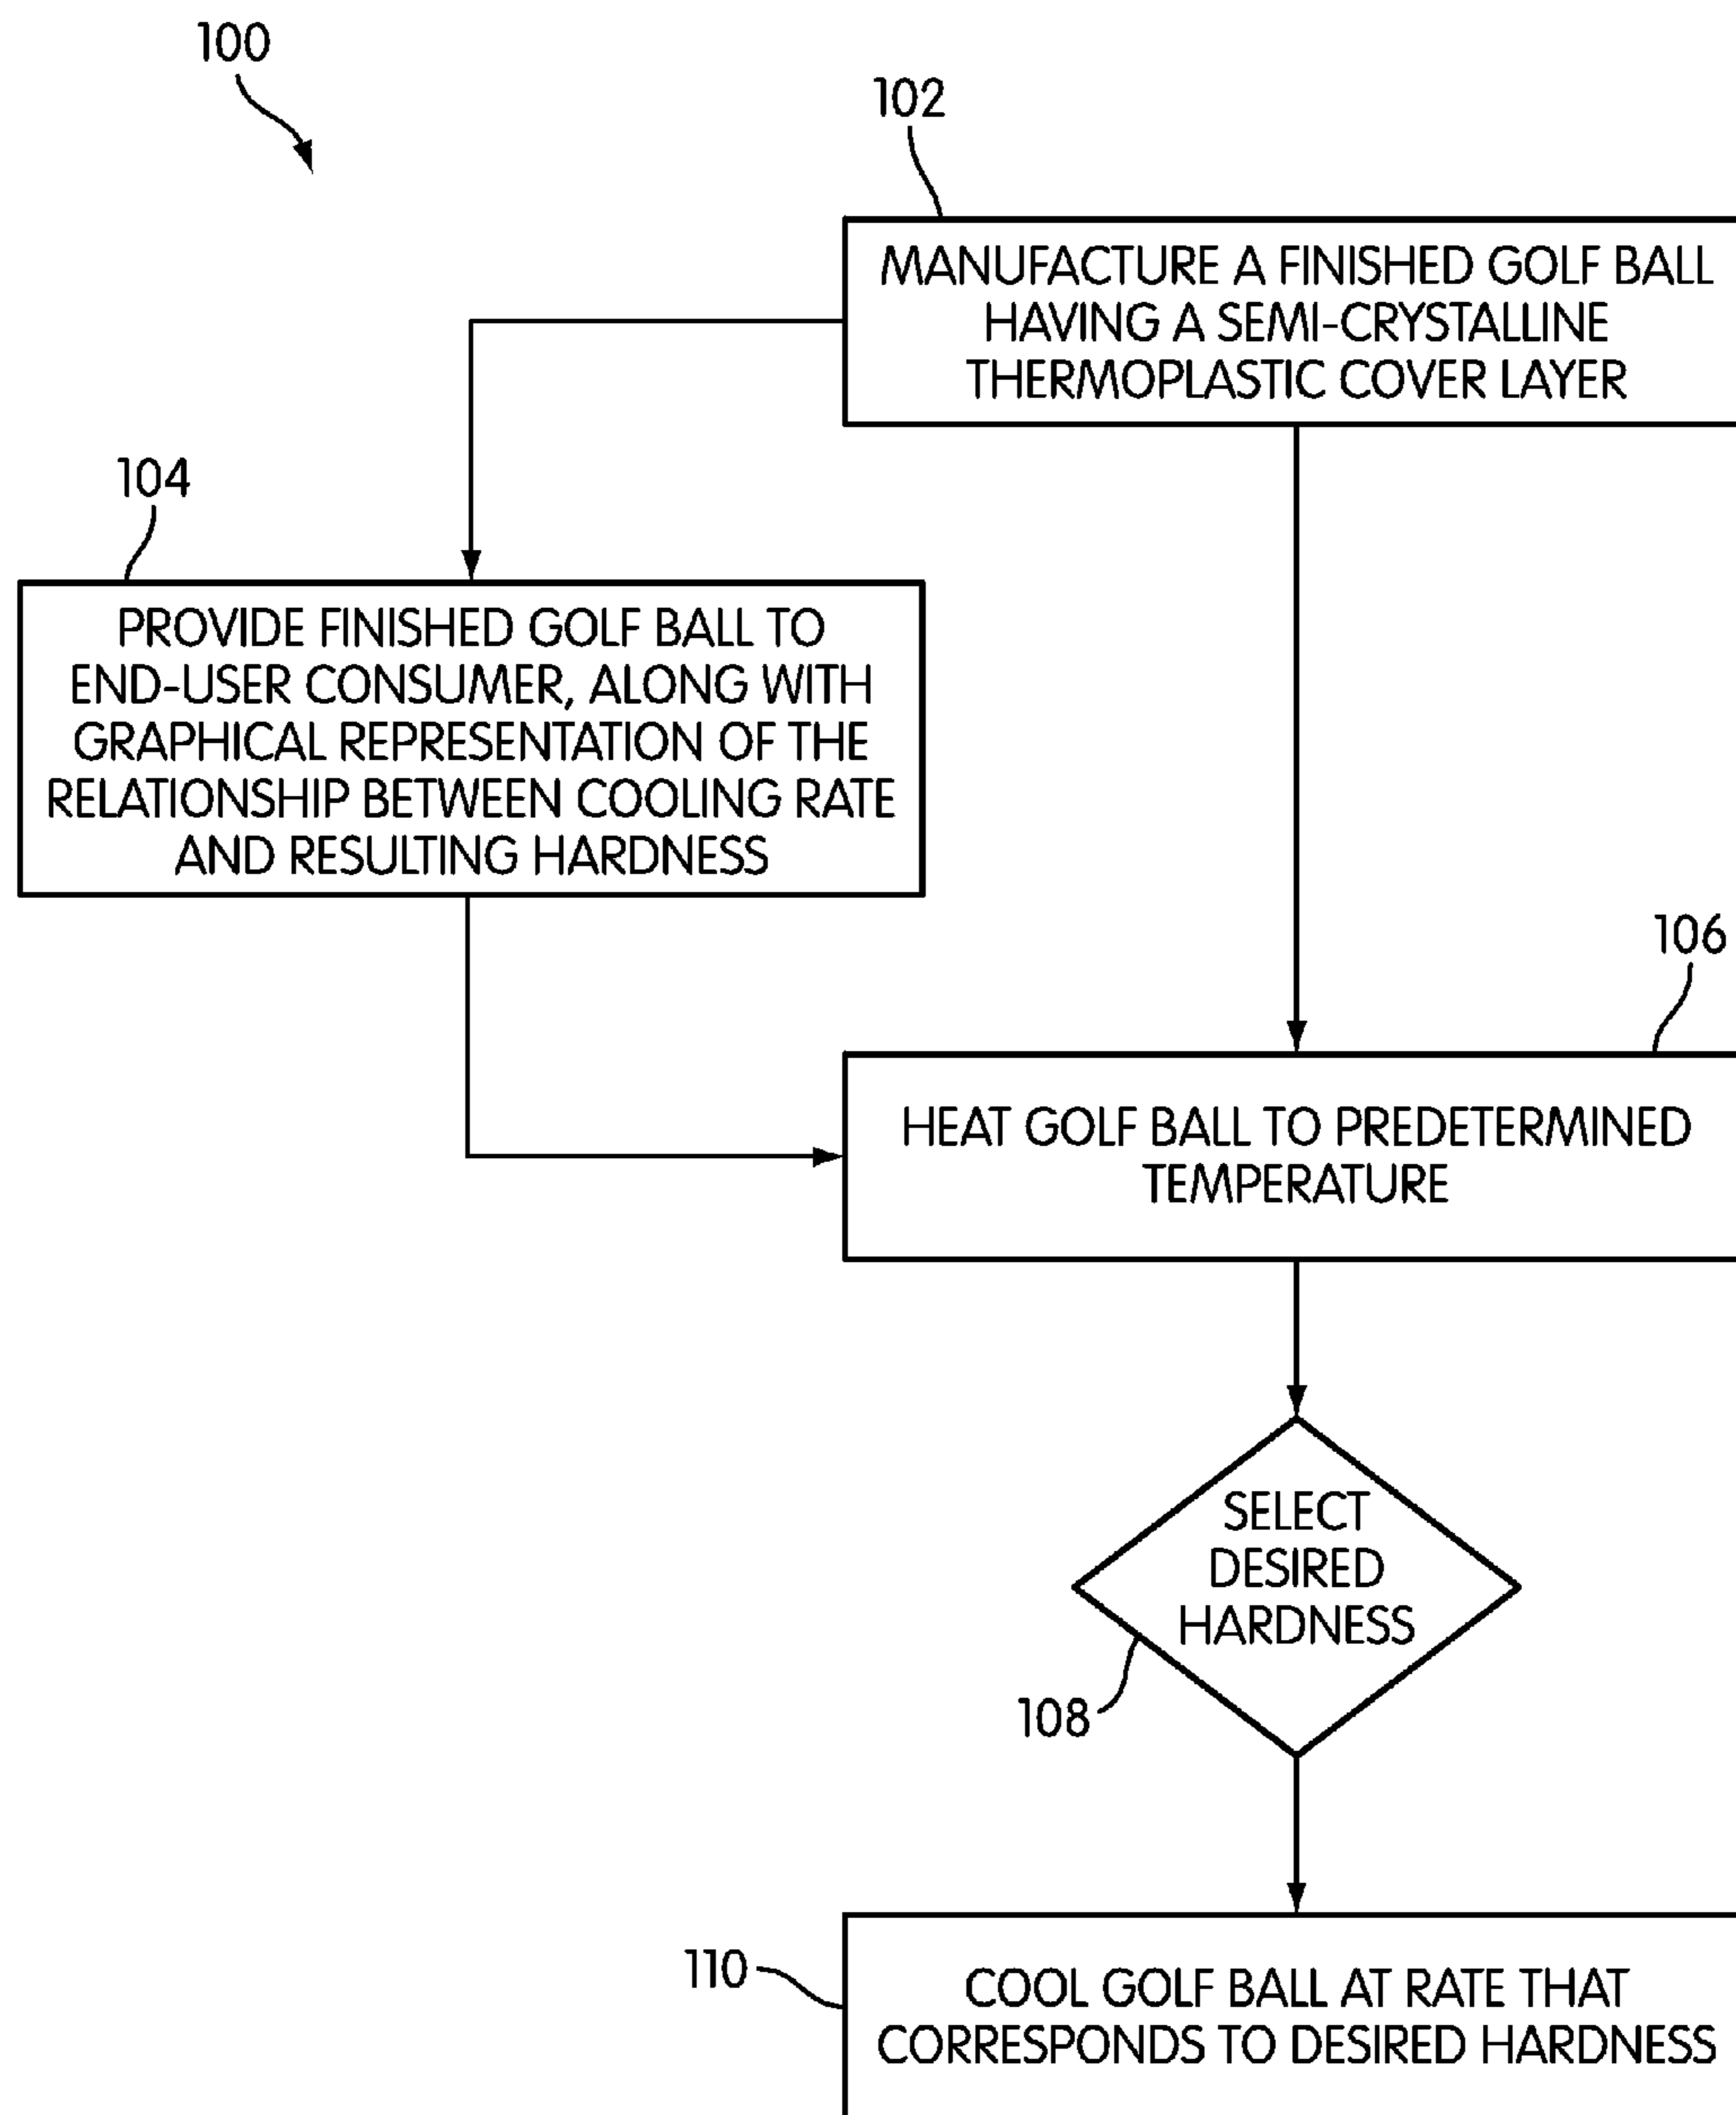 100
102
MANUFACTURE A FINISHED GOLF BALL
HAVING A SEMI-CRYSTALLINE
THERMOPLASTIC COVER LAYER
104
PROVIDE FINISHED GOLF BALL TO
END-USER CONSUMER, ALONG WITH
GRAPHICAL REPRESENTATION OF THE
RELATIONSHIP BETWEEN COOLING RATE
AND RESULTING HARDNESS
106
HEAT GOLF BALL TO PREDETERMINED
TEMPERATURE
SELECT
DESIRED
HARDNESS
108
110
COOL GOLF BALL AT RATE THAT
CORRESPONDS TO DESIRED HARDNESS